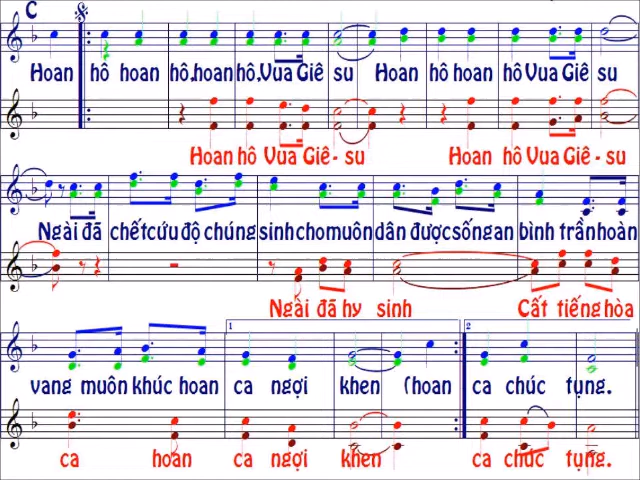 C
Hoan hô hoan hô.hoan hô.Vua Giê su Hoan hô hoan hô Vua Giê su
Hoan hô Vua Giê - su Hoan hô Vua Giê - su
Ngài đã chết cứu độ chúng sinh cho muôn dân được sống an bình trần hoàn
Ngài đã hy sinh Cất tiếng hòa
1 2
vang muôn khúc hoan ca ngợi khen (hoan ca chúc tụng.
ca hoan ca ngợi khen ca chúc tụng.